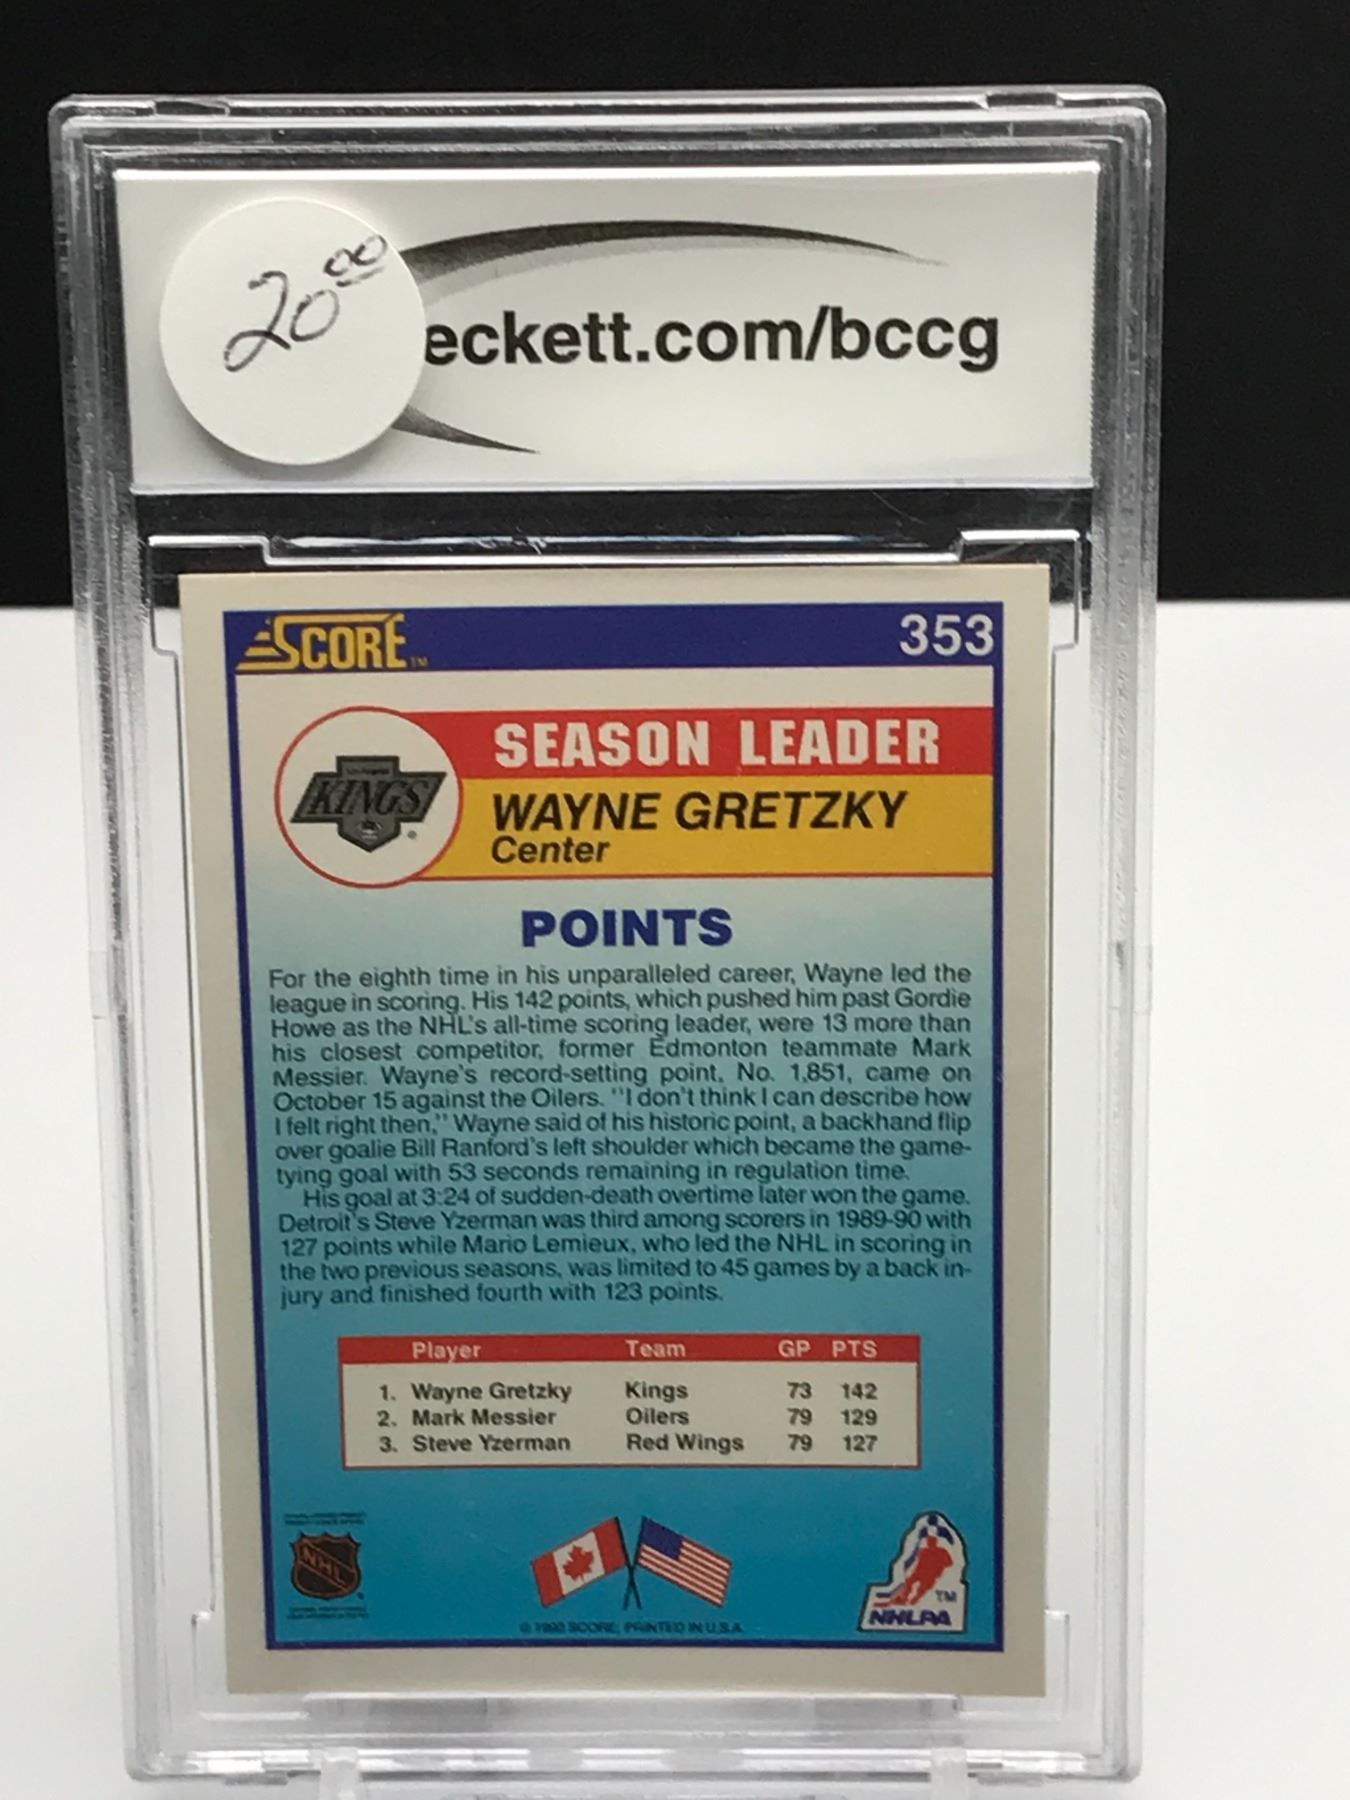 20.00
eckett.com/bccg
SCORE™
353
SEASON LEADER
KINGS
WAYNE GRETZKY
Center
POINTS
For the eighth time in his unparalleled career, Wayne led the
league in scoring. His 142 points, which pushed him past Gordie
Howe as the NHL's all-time scoring leader, were 13 more than
his closest competitor, former Edmonton teammate Mark
Messier. Wayne's record-setting point, No. 1,851, came on
October 15 against the Oilers. "I don't think I can describe how
I felt right then," Wayne said of his historic point, a backhand flip
over goalie Bill Ranford's left shoulder which became the game-
tying goal with 53 seconds remaining in regulation time.
His goal at 3:24 of sudden-death overtime later won the game.
Detroit's Steve Yzerman was third among scorers in 1989-90 with
127 points while Mario Lemieux, who led the NHL in scoring in
the two previous seasons, was limited to 45 games by a back in-
jury and finished fourth with 123 points.
Player Team GP PTS
1. Wayne Gretzky Kings 73 142
2. Mark Messier Oilers 79 129
3. Steve Yzerman Red Wings 79 127
NHL
TM
NHLPA
© 1990 SCORE, PRINTED IN U.S.A.